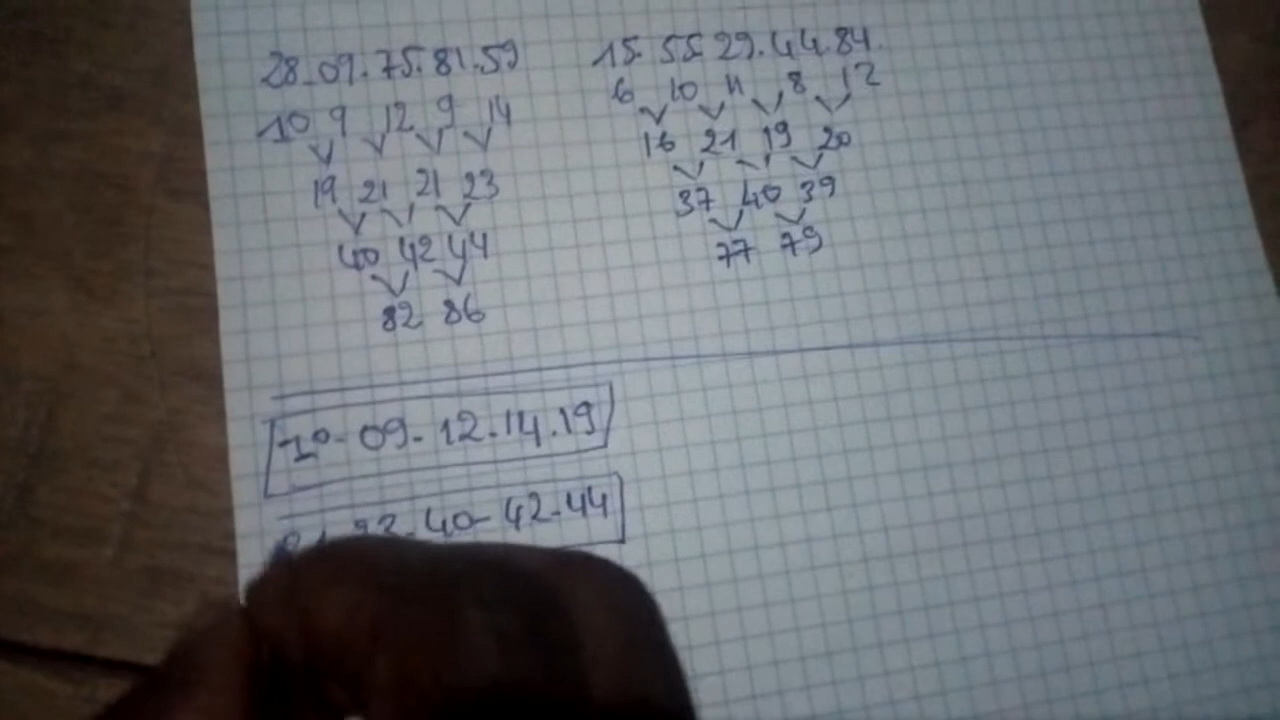 28-09.75.81.59
10 9 12 9 14
19 21 21 23
40 42 44
82 86
15.55.29.44.84.
6 10 11 8 12
16 21 19 20
37 40 39
77 79
10-09-12.14.19
40-42-44